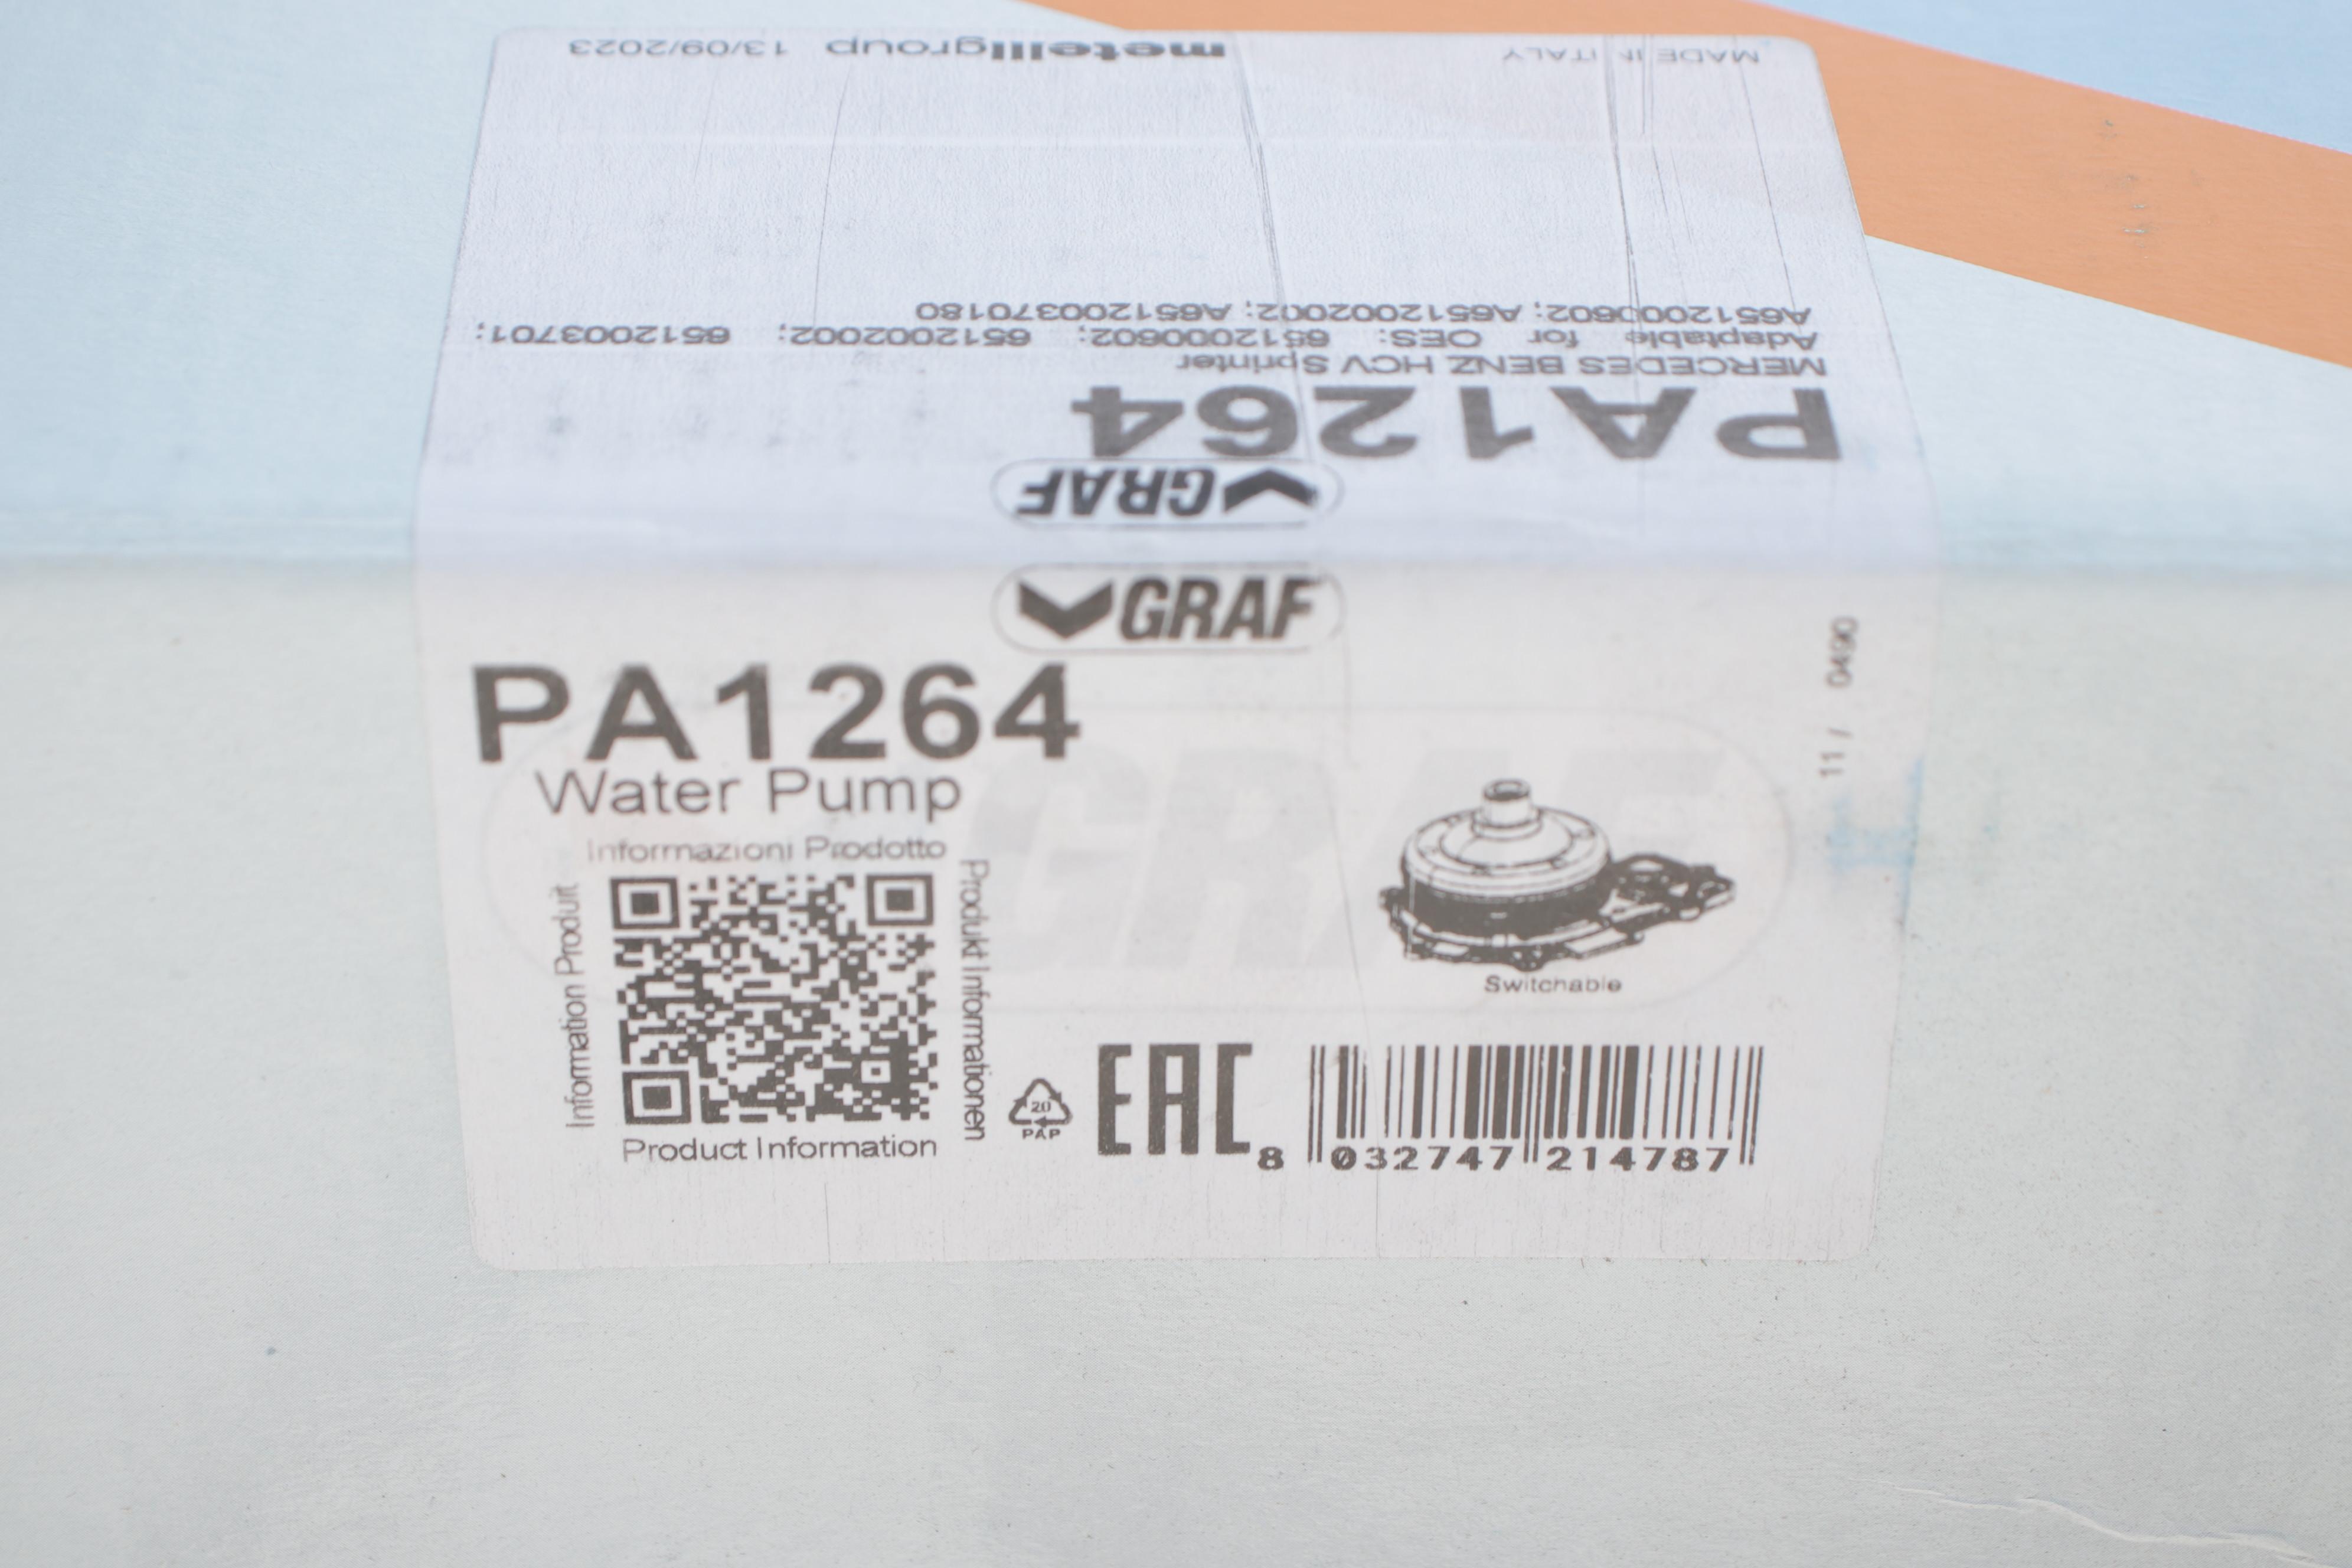 GRAF
PA1264
MERCEDES BENZ HCV Sprinter
Adaptable for OES: 6512000602; 6512002002; 6512003701;
A6512000602; A6512002002; A651200370180
MADE IN ITALY metelligroup 13/09/2023
GRAF
PA1264
Water Pump
Informazioni Prodotto
Information Produit
Produkt Informationen
Product Information
11 / 0490
Switchable
20
PAP
EAC
8 032747 214787
GRAF